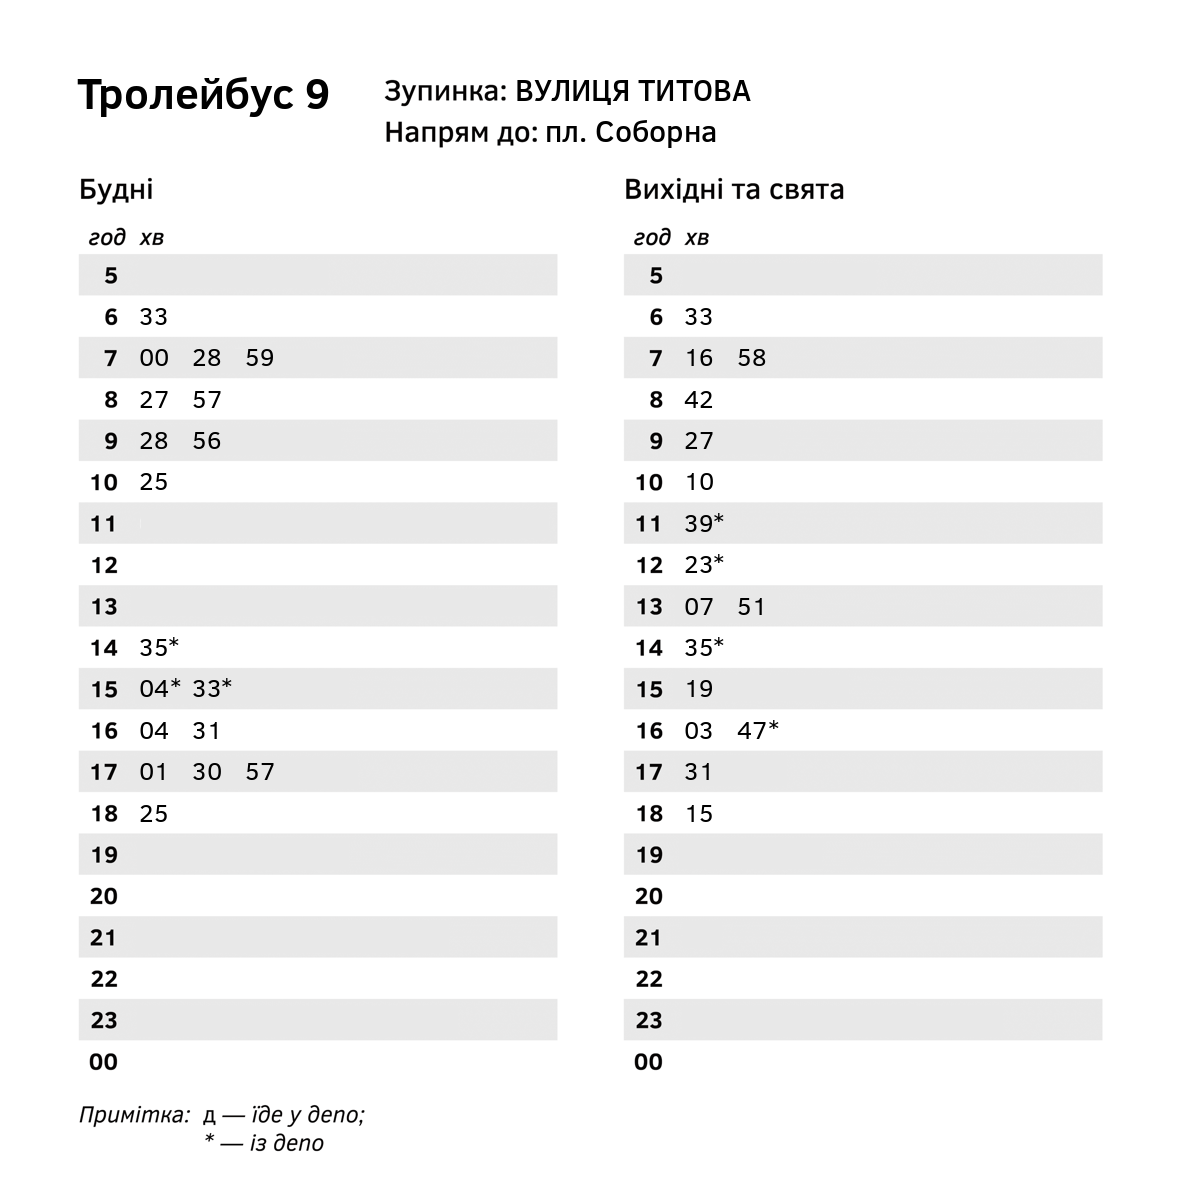 Тролейбус 9
Зупинка: ВУЛИЦЯ ТИТОВА
Напрям до: пл. Соборна
Будні
год хв
5
6 33
7 00 28 59
8 27 57
9 28 56
10 25
11
12
13
14 35*
15 04* 33*
16 04 31
17 01 30 57
18 25
19
20
21
22
23
00
Вихідні та свята
год хв
5
6 33
7 16 58
8 42
9 27
10 10
11 39*
12 23*
13 07 51
14 35*
15 19
16 03 47*
17 31
18 15
19
20
21
22
23
00
Примітка: д — їде у депо;
* — із депо